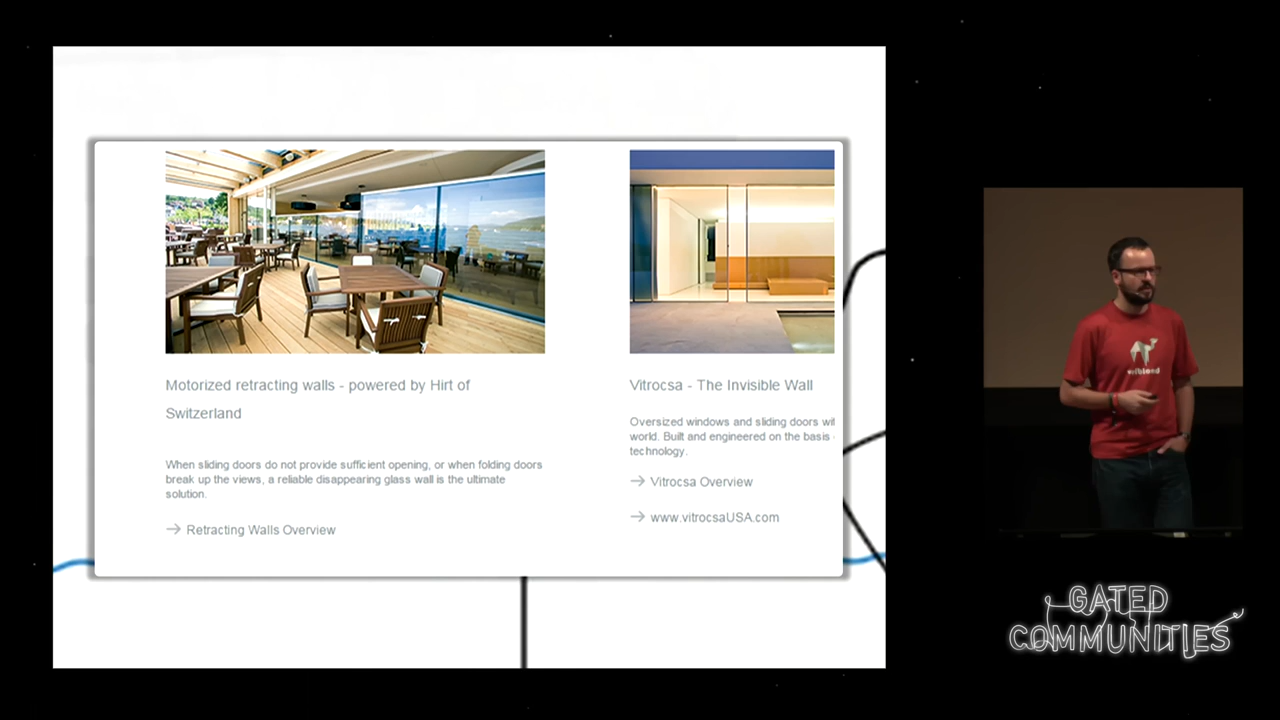 Motorized retracting walls - powered by Hirt of
Switzerland
When sliding doors do not provide sufficient opening, or when folding doors
break up the views, a reliable disappearing glass wall is the ultimate
solution.
Retracting Walls Overview
Vitrocsa - The Invisible Wall
Oversized windows and sliding doors
world. Built and engineered on the basis
technology.
Vitrocsa Overview
www.vitrocsaUSA.com
GATED
COMMUNITIES